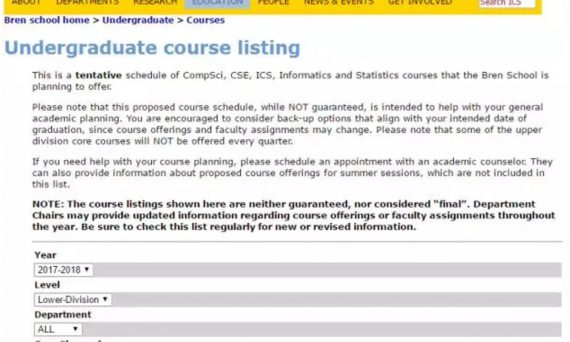 ABOUT DEPARTMENTS RESEARCH EDUCATION PEOPLE NEWS & EVENTS GET INVOLVED Search ICS
Bren school home > Undergraduate > Courses
Undergraduate course listing
This is a tentative schedule of CompSci, CSE, ICS, Informatics and Statistics courses that the Bren School is
planning to offer.
Please note that this proposed course schedule, while NOT guaranteed, is intended to help with your general
academic planning. You are encouraged to consider back-up options that align with your intended date of
graduation, since course offerings and faculty assignments may change. Please note that some of the upper
division core courses will NOT be offered every quarter.
If you need help with your course planning, please schedule an appointment with an academic counselor. They
can also provide information about proposed course offerings for summer sessions, which are not included in
this list.
NOTE: The course listings shown here are neither guaranteed, nor considered "final". Department
Chairs may provide updated information regarding course offerings or faculty assignments throughout
the year. Be sure to check this list regularly for new or revised information.
Year
2017-2018
Level
Lower-Division
Department
ALL